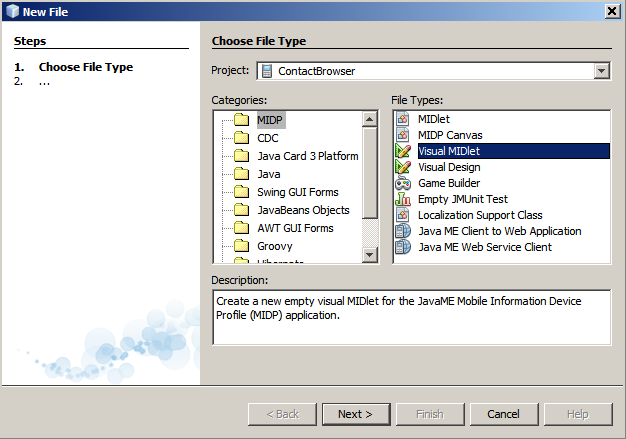 New File
Steps
1. Choose File Type
2. ...
Choose File Type
Project: ContactBrowser
Categories:
MIDP
CDC
Java Card 3 Platform
Java
Swing GUI Forms
JavaBeans Objects
AWT GUI Forms
Groovy
File Types:
MIDlet
MIDP Canvas
Visual MIDlet
Visual Design
Game Builder
Empty JMUnit Test
Localization Support Class
Java ME Client to Web Application
Java ME Web Service Client
Description:
Create a new empty visual MIDlet for the JavaME Mobile Information Device
Profile (MIDP) application.
< Back Next > Finish Cancel Help